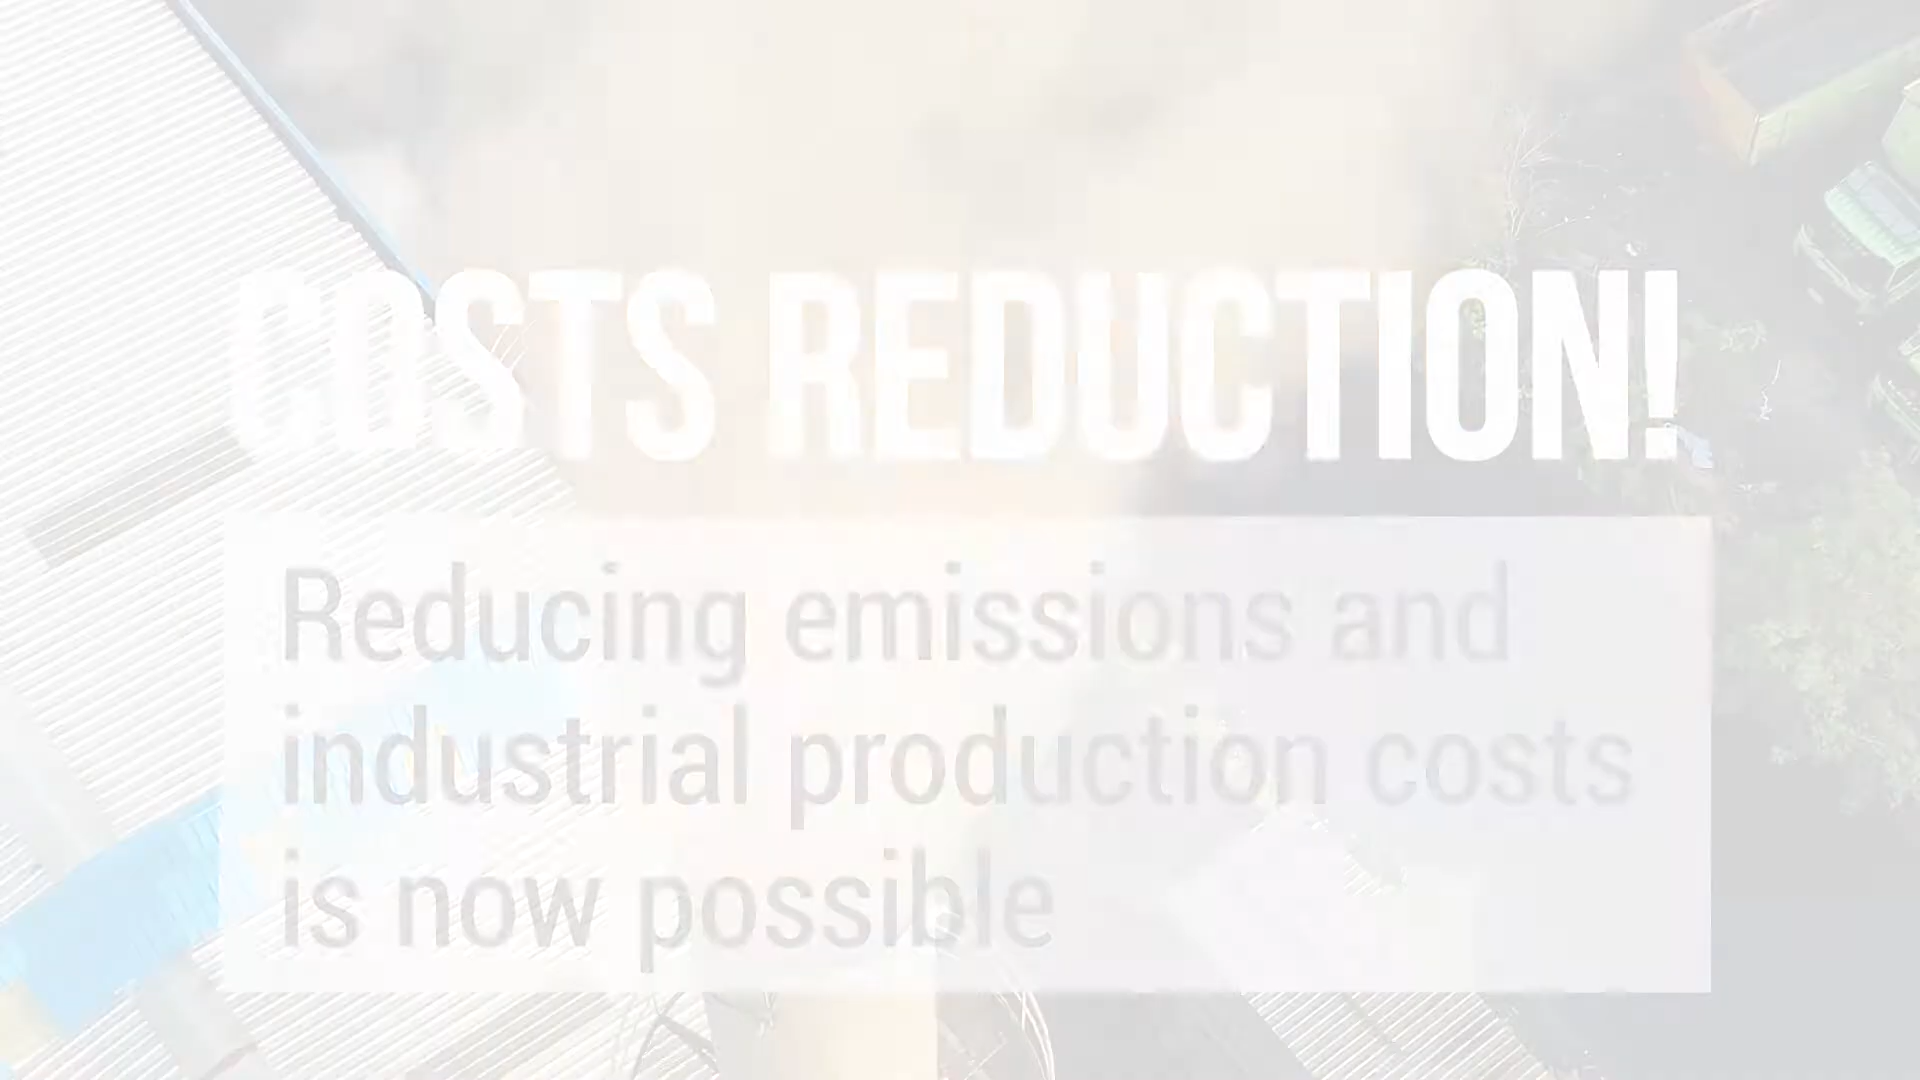 COSTS REDUCTION!
Reducing emissions and
industrial production costs
is now possible